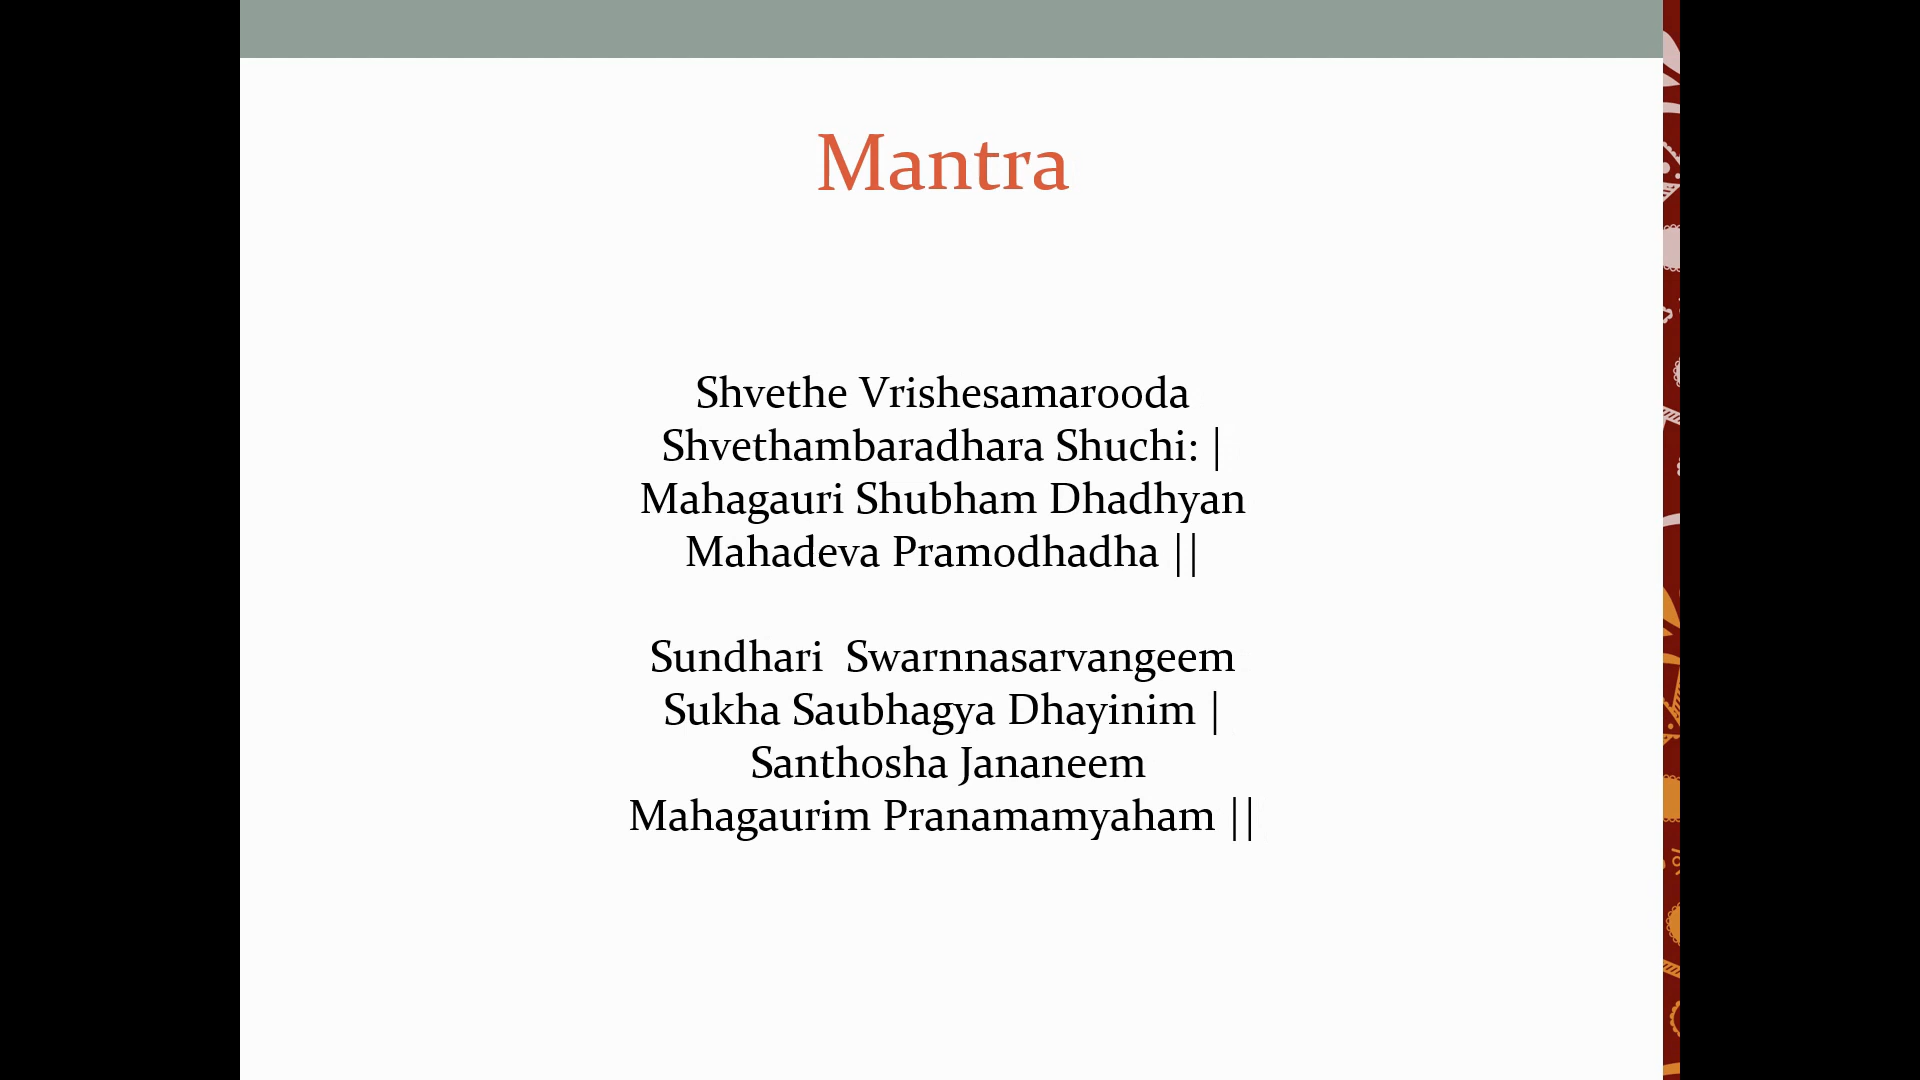 Mantra
Shvethe Vrishesamarooda
Shvethambaradhara Shuchi: |
Mahagauri Shubham Dhadhyan
Mahadeva Pramodhadha ||
Sundhari  Swarnnasarvangeem
Sukha Saubhagya Dhayinim |
Santhosha Jananeem
Mahagaurim Pranamamyaham ||